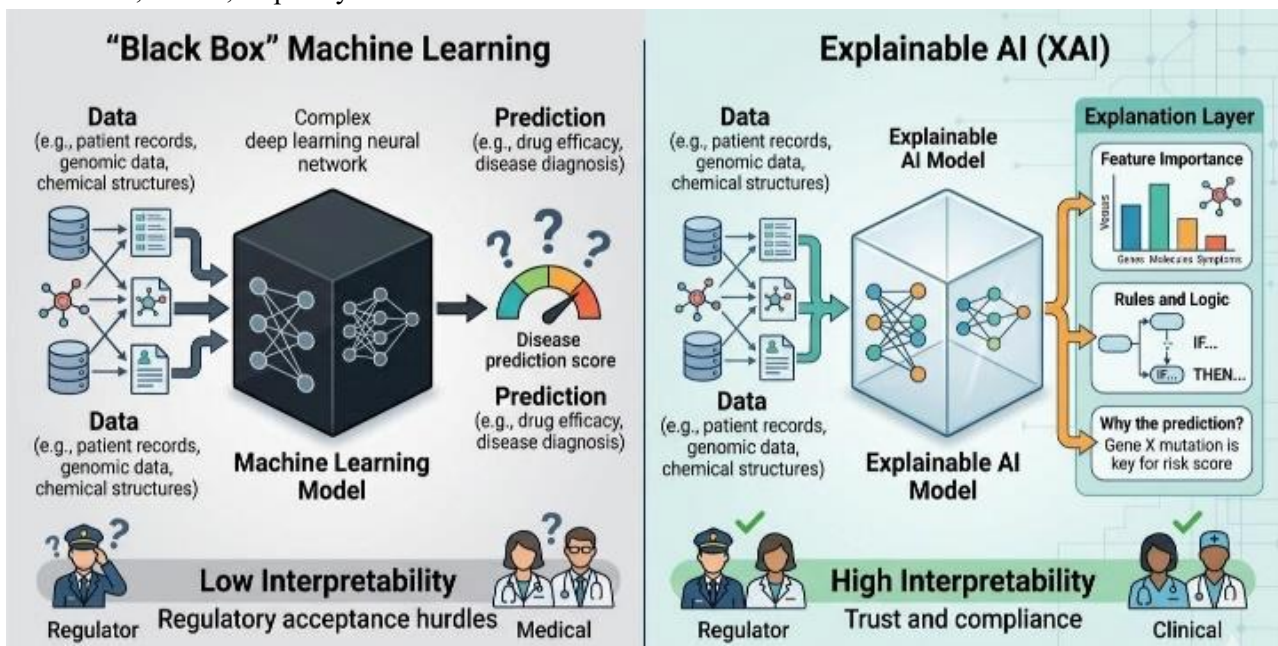 “Black Box” Machine Learning
Data
(e.g., patient records,
genomic data,
chemical structures)
Complex
deep learning neural
network
Prediction
(e.g., drug efficacy,
disease diagnosis)
? ? ?
Disease
prediction score
Prediction
(e.g., drug efficacy,
disease diagnosis)
Data
(e.g., patient records,
genomic data,
chemical structures)
Machine Learning
Model
? ?
?
Low Interpretability
Regulatory acceptance hurdles
Regulator
Medical
Explainable AI (XAI)
Data
(e.g., patient records,
genomic data,
chemical structures)
Explainable
AI Model
Explanation Layer
Feature Importance
Genes Molecules Symptoms
Rules and Logic
IF...
IF... THEN...
Why the prediction?
Gene X mutation is
key for risk score
Data
(e.g., patient records,
genomic data,
chemical structures)
Explainable AI
Model
High Interpretability
Trust and compliance
Regulator
Clinical